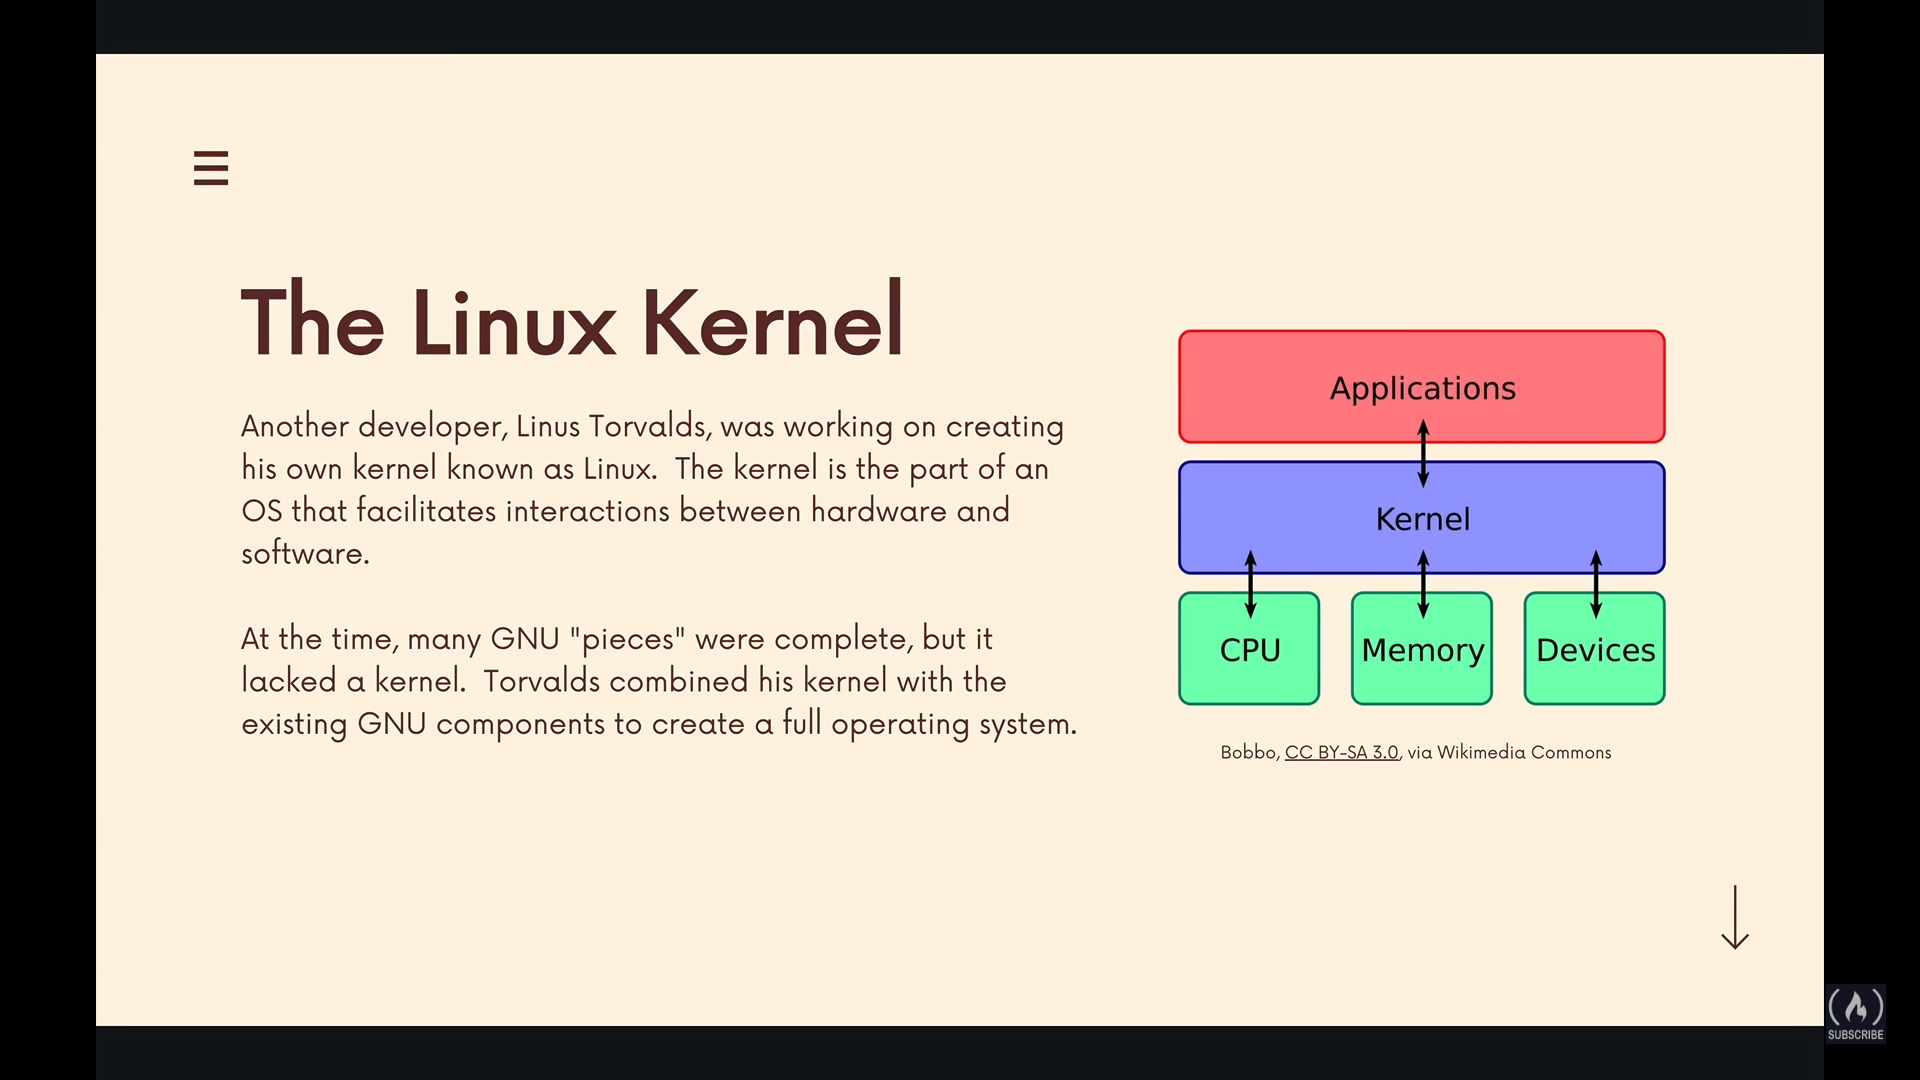 The Linux Kernel
Another developer, Linus Torvalds, was working on creating
his own kernel known as Linux.  The kernel is the part of an
OS that facilitates interactions between hardware and
software.
At the time, many GNU "pieces" were complete, but it
lacked a kernel.  Torvalds combined his kernel with the
existing GNU components to create a full operating system.
Applications
Kernel
CPU Memory Devices
Bobbo, CC BY-SA 3.0, via Wikimedia Commons
SUBSCRIBE